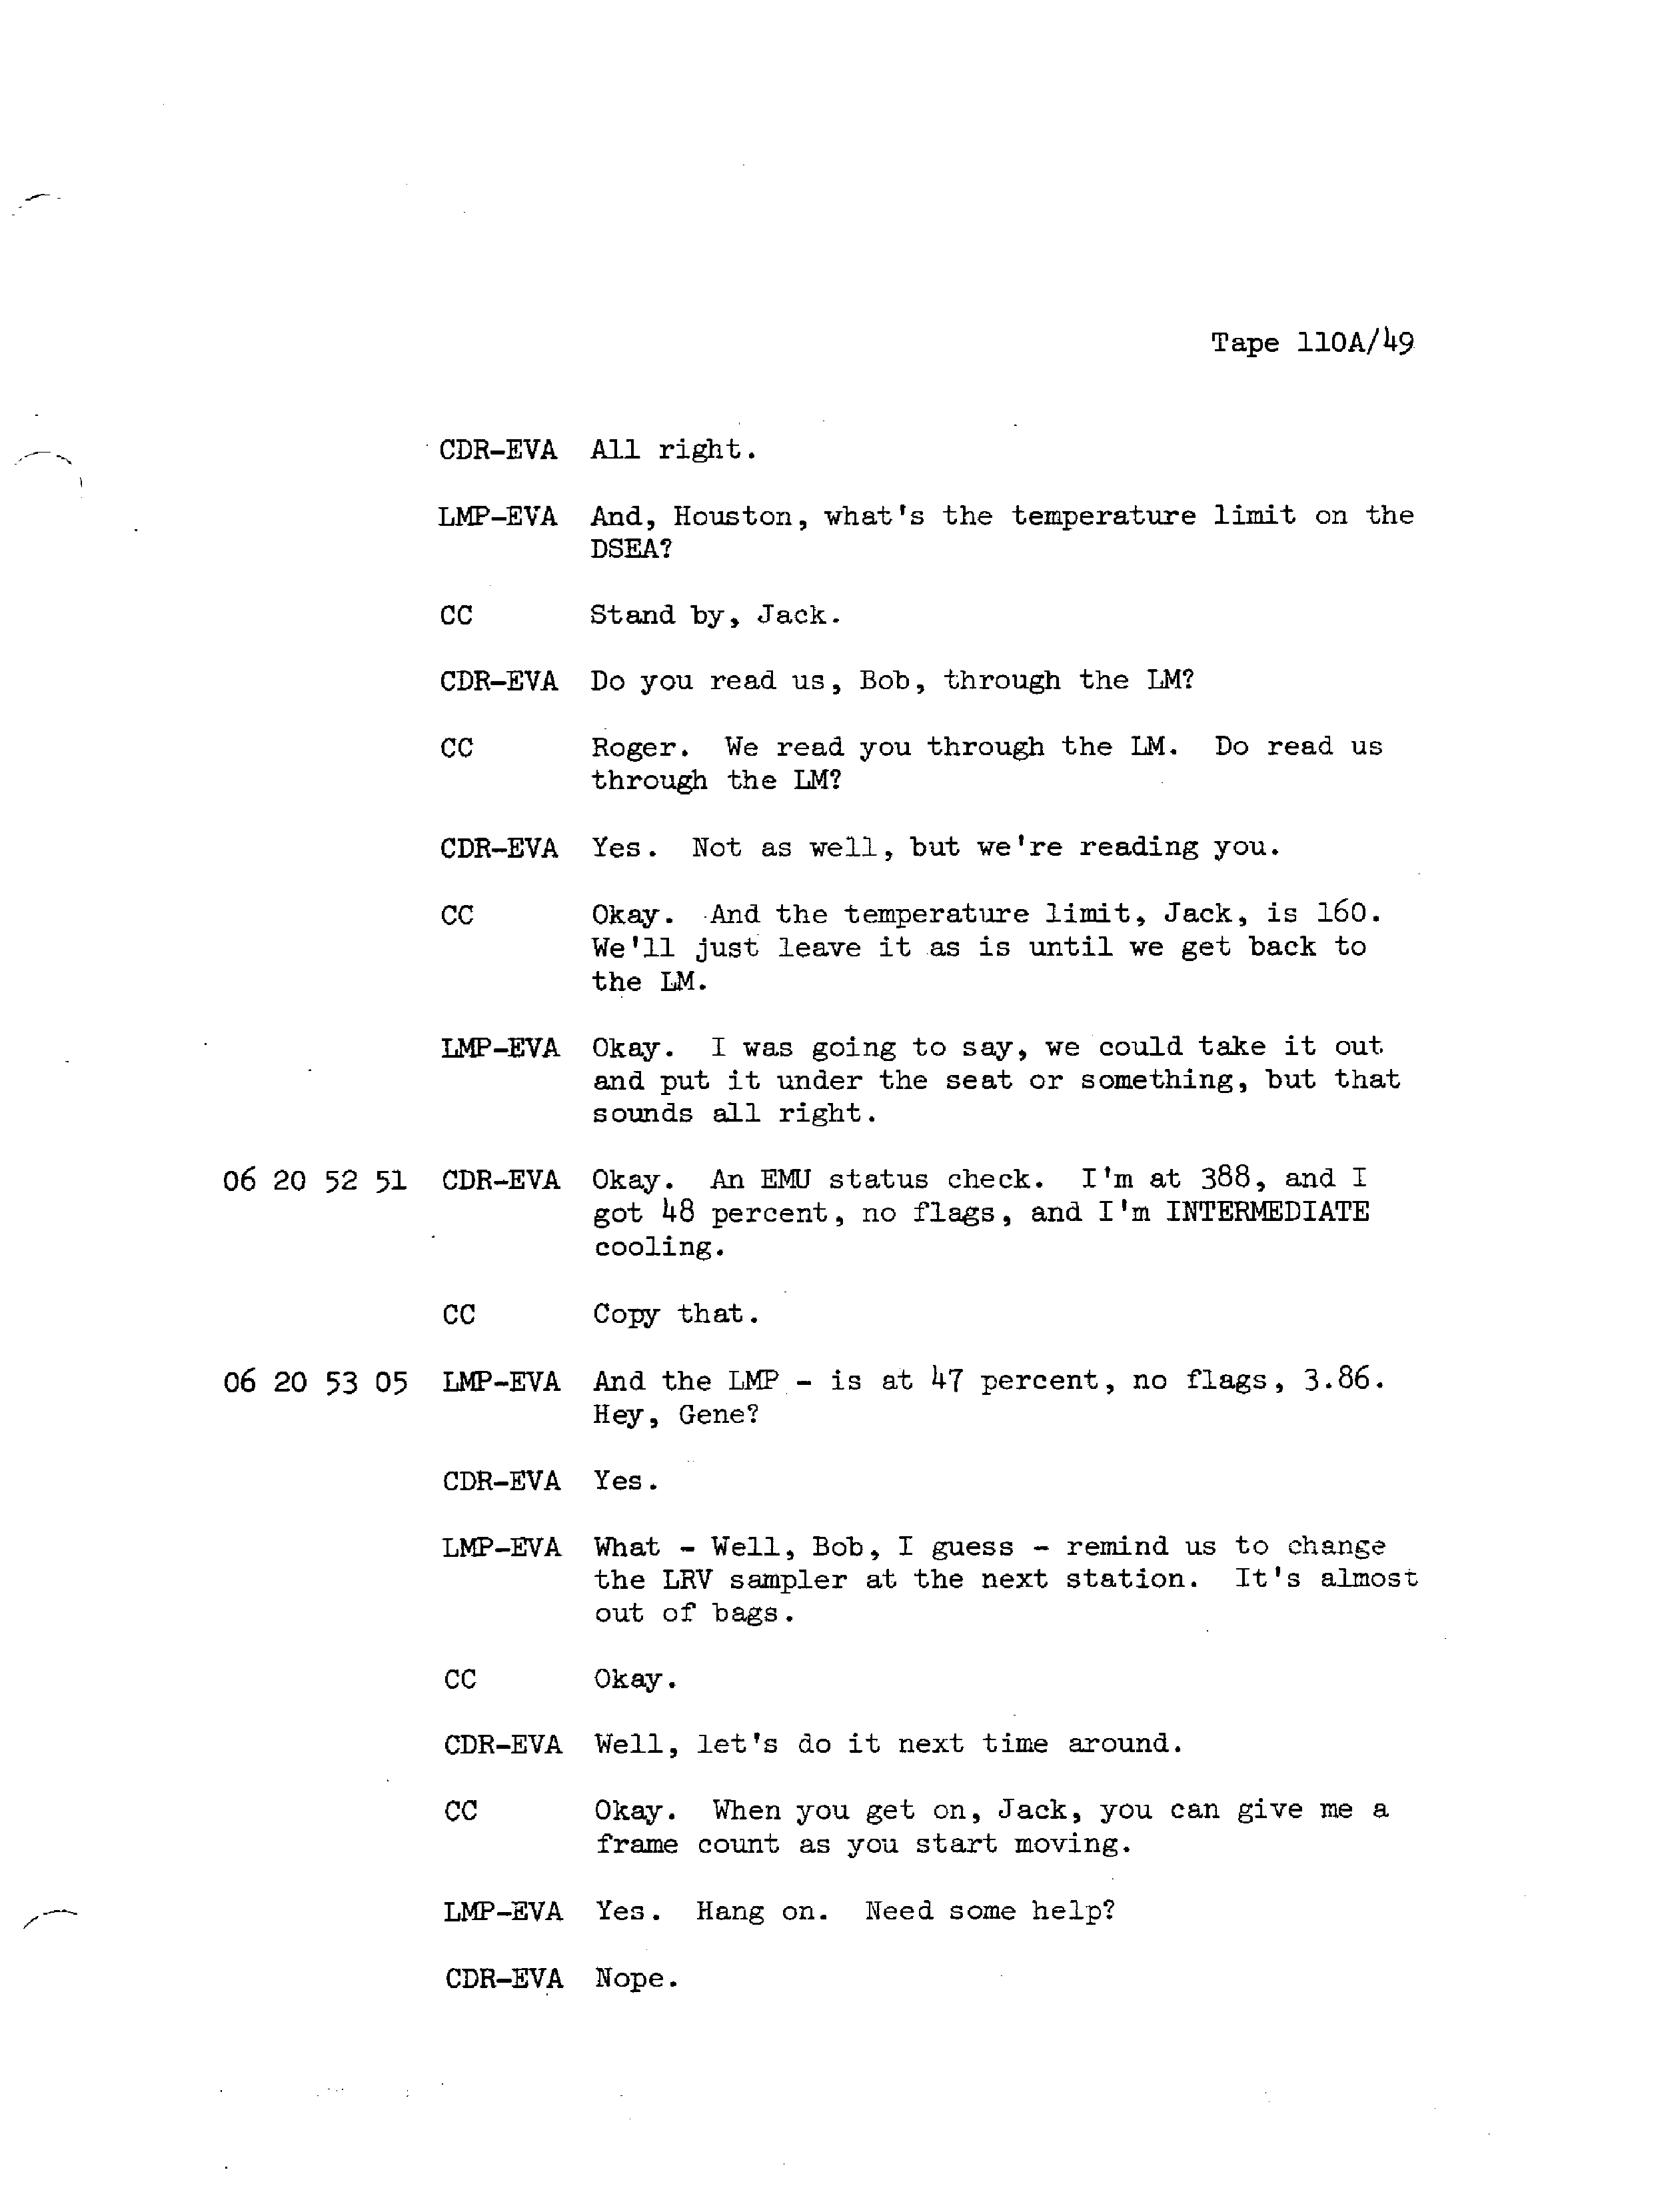 Tape 110A/49
CDR-EVA All right.
LMP-EVA And, Houston, what's the temperature limit on the
DSEA?
CC Stand by, Jack.
CDR-EVA Do you read us, Bob, through the LM?
CC Roger. We read you through the LM. Do read us
through the LM?
CDR-EVA Yes. Not as well, but we're reading you.
CC Okay. And the temperature limit, Jack, is 160.
We'll just leave it as is until we get back to
the LM.
LMP-EVA Okay. I was going to say, we could take it out
and put it under the seat or something, but that
sounds all right.
06 20 52 51 CDR-EVA Okay. An EMU status check. I'm at 388, and I
got 48 percent, no flags, and I'm INTERMEDIATE
cooling.
CC Copy that.
06 20 53 05 LMP-EVA And the LMP - is at 47 percent, no flags, 3.86.
Hey, Gene?
CDR-EVA Yes.
LMP-EVA What - Well, Bob, I guess - remind us to change
the LRV sampler at the next station. It's almost
out of bags.
CC Okay.
CDR-EVA Well, let's do it next time around.
CC Okay. When you get on, Jack, you can give me a
frame count as you start moving.
LMP-EVA Yes. Hang on. Need some help?
CDR-EVA Nope.